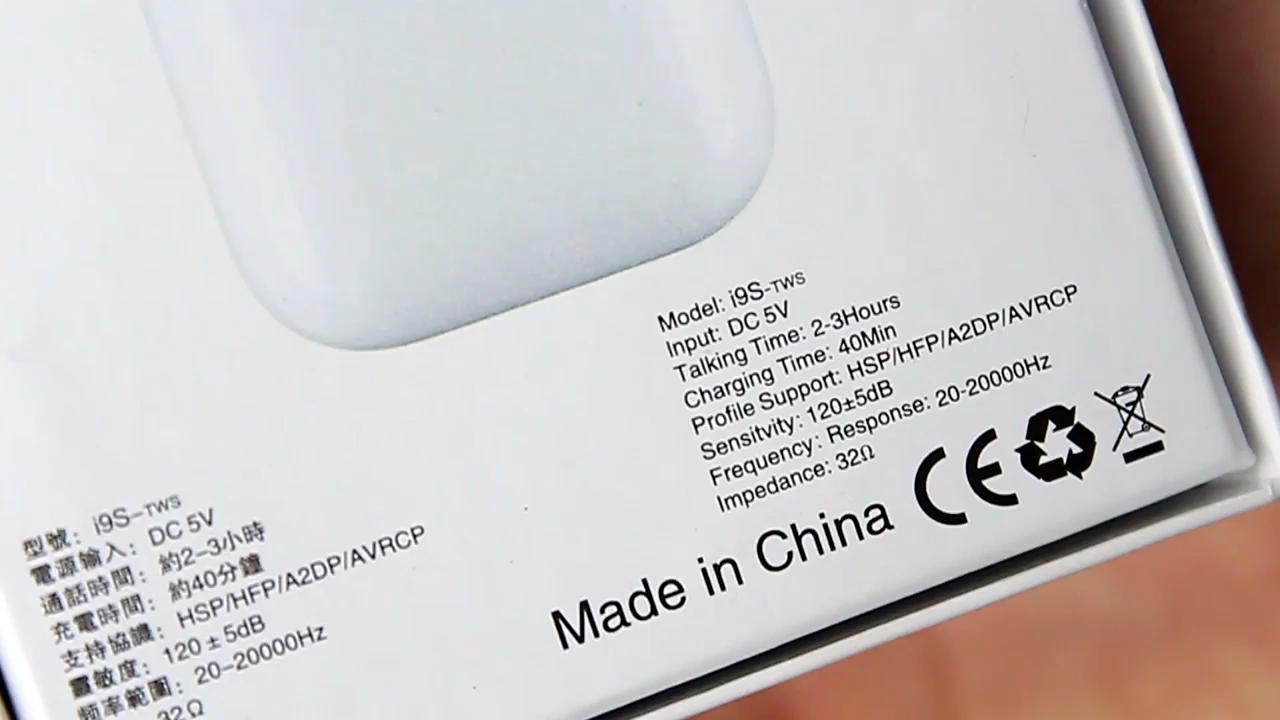 Model: i9S-TWS
Input: DC 5V
Talking Time: 2-3Hours
Charging Time: 40Min
Profile Support: HSP/HFP/A2DP/AVRCP
Sensitvity: 120±5dB
Frequency: Response: 20-20000Hz
Impedance: 32Ω
Made in China
CE
型號: i9S-TWS
電源輸入: DC 5V
通話時間: 約2-3小時
充電時間: 約40分鐘
支持協議: HSP/HFP/A2DP/AVRCP
靈敏度: 120±5dB
頻率範圍: 20-20000Hz
32Ω